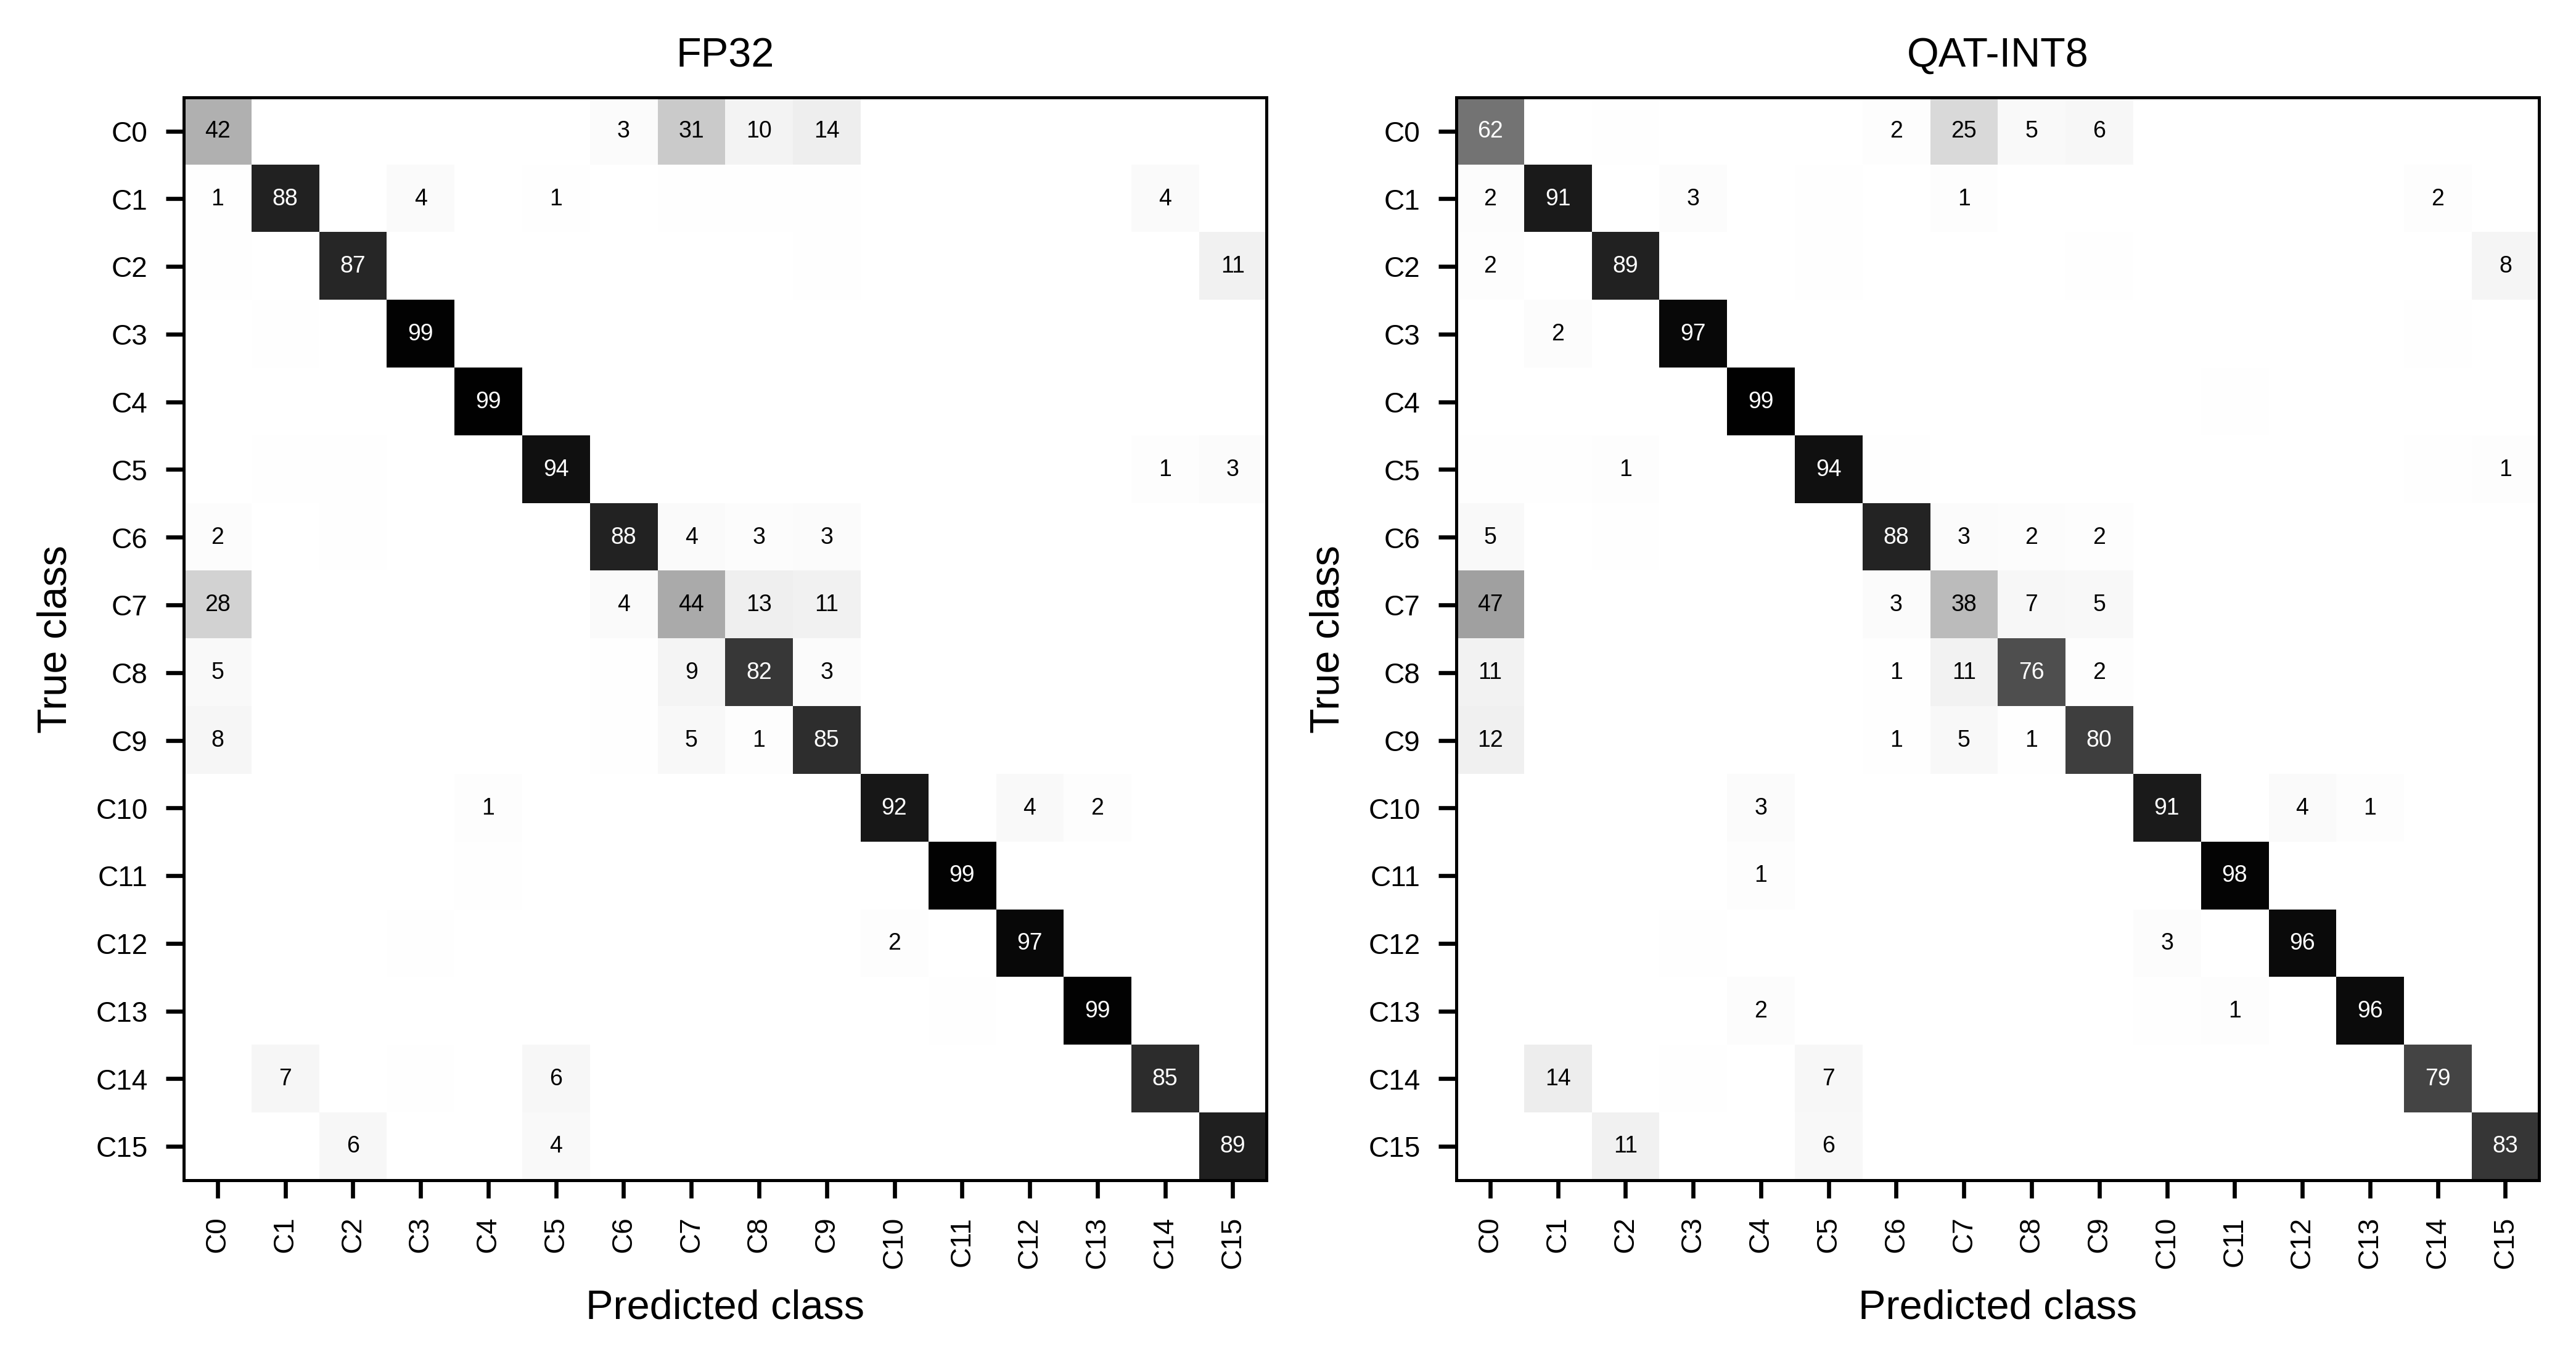 FP32
C0 42 3 31 10 14
C1 1 88 4 1 4
C2 87 11
C3 99
C4 99
C5 94 1 3
C6 2 88 4 3 3
C7 28 4 44 13 11
C8 5 9 82 3
C9 8 5 1 85
C10 1 92 4 2
C11 99
C12 2 97
C13 99
C14 7 6 85
C15 6 4 89
True class
C0 C1 C2 C3 C4 C5 C6 C7 C8 C9 C10 C11 C12 C13 C14 C15
Predicted class
QAT-INT8
C0 62 2 25 5 6
C1 2 91 3 1 2
C2 2 89 8
C3 2 97
C4 99
C5 1 94 1
C6 5 88 3 2 2
C7 47 3 38 7 5
C8 11 1 11 76 2
C9 12 1 5 1 80
C10 3 91 4 1
C11 1 98
C12 3 96
C13 2 1 96
C14 14 7 79
C15 11 6 83
True class
C0 C1 C2 C3 C4 C5 C6 C7 C8 C9 C10 C11 C12 C13 C14 C15
Predicted class